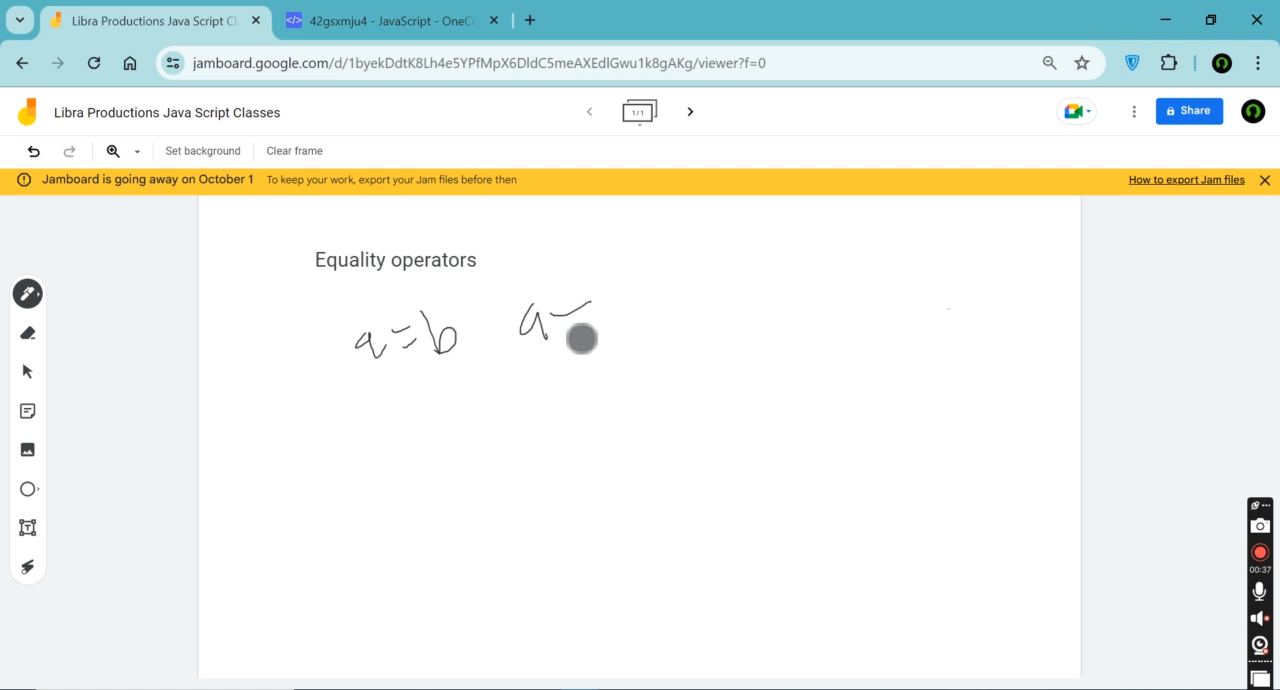 Libra Productions Java Script Cl
</> 42gsxmju4 - JavaScript - OneCo
jamboard.google.com/d/1byekDdtK8Lh4e5YPfMpX6DldC5meAXEdlGwu1k8gAKg/viewer?f=0
Libra Productions Java Script Classes
1/1
Share
Set background Clear frame
Jamboard is going away on October 1 To keep your work, export your Jam files before then How to export Jam files
Equality operators
a=b a
00:37